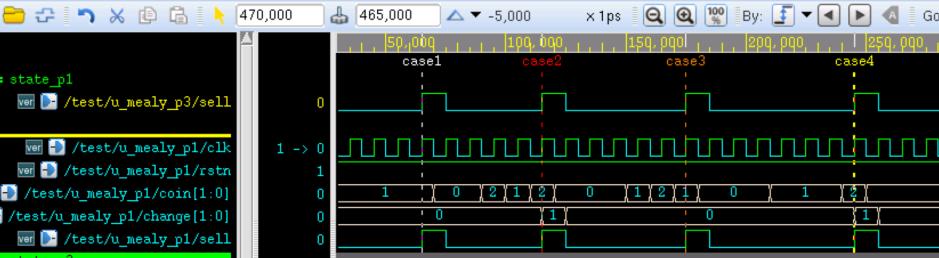 470,000 465,000 -5,000 x 1ps 100 % By: Go
50,000 100,000 150,000 200,000 250,000
case1 case2 case3 case4
state_p1
ver /test/u_mealy_p3/sell 0
ver /test/u_mealy_p1/clk 1 -> 0
ver /test/u_mealy_p1/rstn 1
/test/u_mealy_p1/coin[1:0] 0 1 0 2 1 2 0 1 2 1 0 1 2
/test/u_mealy_p1/change[1:0] 0 0 1 0 1
ver /test/u_mealy_p1/sell 0